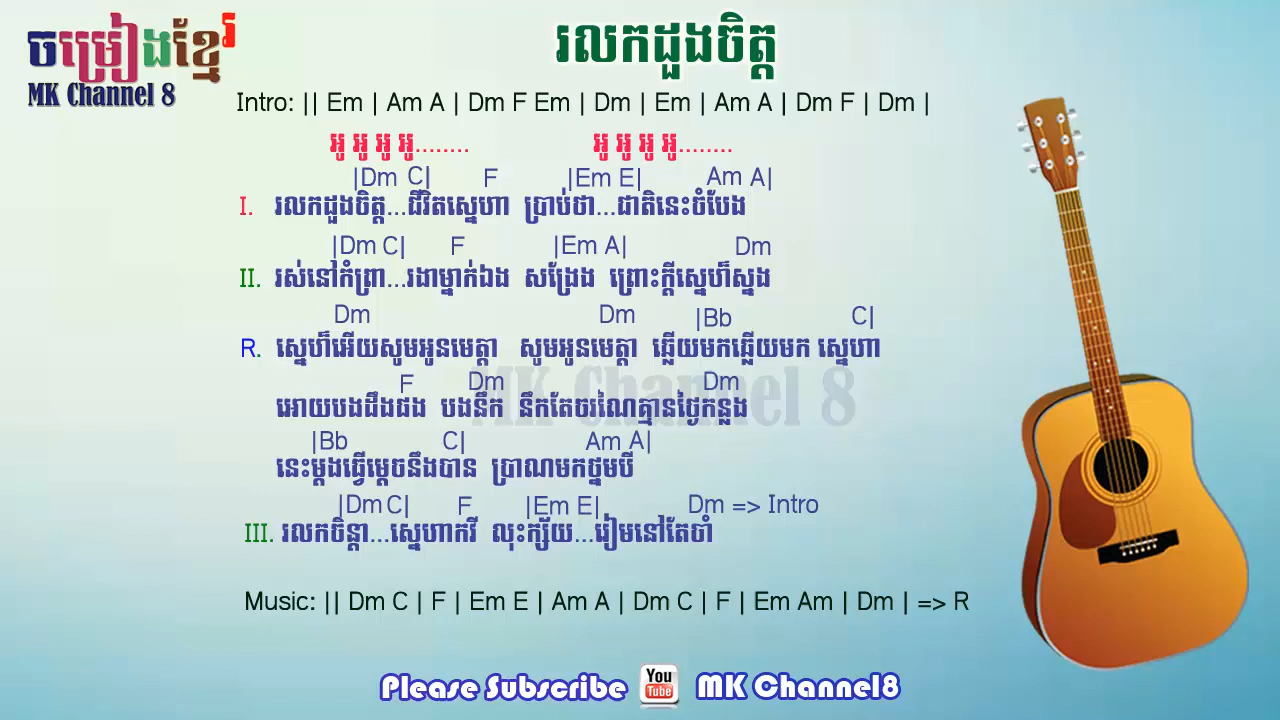 ចម្រៀងខ្មែរ
MK Channel 8
រលកដួងចិត្ត
Intro: || Em | Am A | Dm F Em | Dm | Em | Am A | Dm F | Dm |
អូ អូ អូ អូ........ អូ អូ អូ អូ........
|Dm C| F |Em E| Am A|
I. រលកដួងចិត្ត...ជីវិតស្នេហា ប្រាប់ថា...ជាតិនេះចំបែង
|Dm C| F |Em A| Dm
II. រស់នៅកំព្រា...រងាម្នាក់ឯង សង្រែង ព្រោះក្ដីស្នេហ៏ស្នង
Dm Dm |Bb C|
R. ស្នេហ៏អើយសូមអូនមេត្តា សូមអូនមេត្តា ឆ្លើយមកឆ្លើយមក ស្នេហា
F Dm Dm
អោយបងដឹងផង បងនឹក នឹកតែចរណៃគ្មានថ្ងៃកន្លង
|Bb C| Am A|
នេះម្ដងធ្វើម្ដេចនឹងបាន ប្រាណមកថ្នមបី
|Dm C| F |Em E| Dm => Intro
III. រលកចិន្ដា...ស្នេហាកវី លុះក្ស័យ...រៀមនៅតែចាំ
Music: || Dm C | F | Em E | Am A | Dm C | F | Em Am | Dm | => R
MK Channel 8
Please Subscribe You Tube MK Channel8